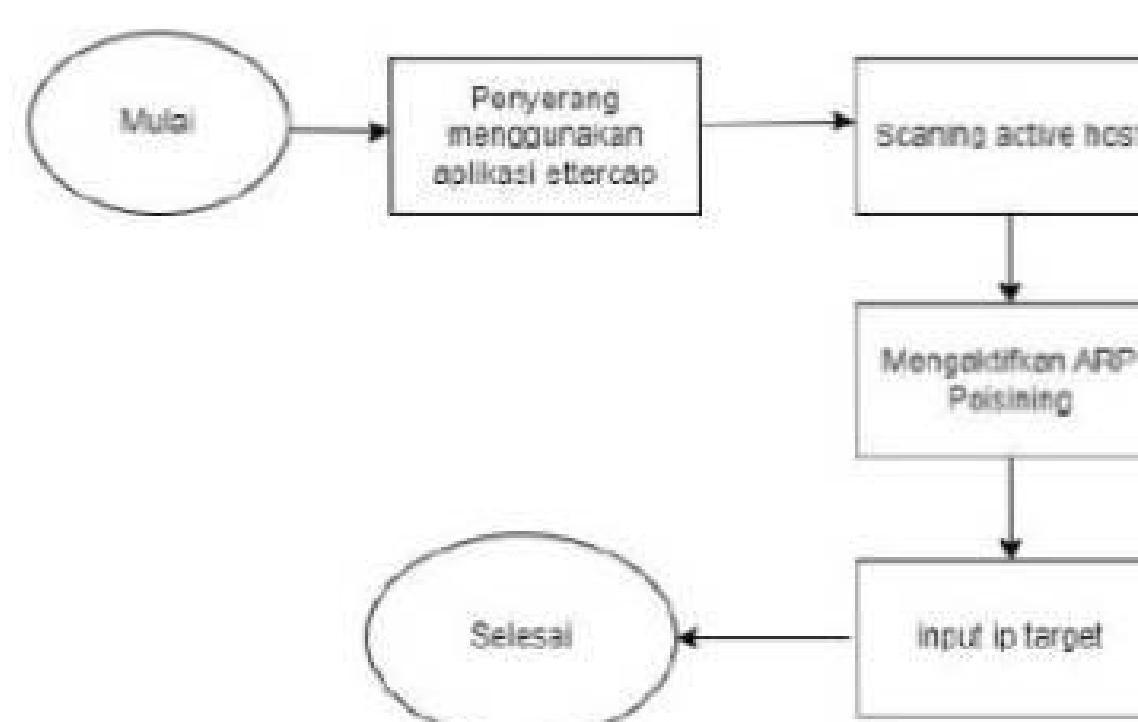 Mulai
Penyerang
menggunakan
aplikasi ettercap
Scaning active host
Mengaktifkan ARP
Poisining
input ip target
Selesai